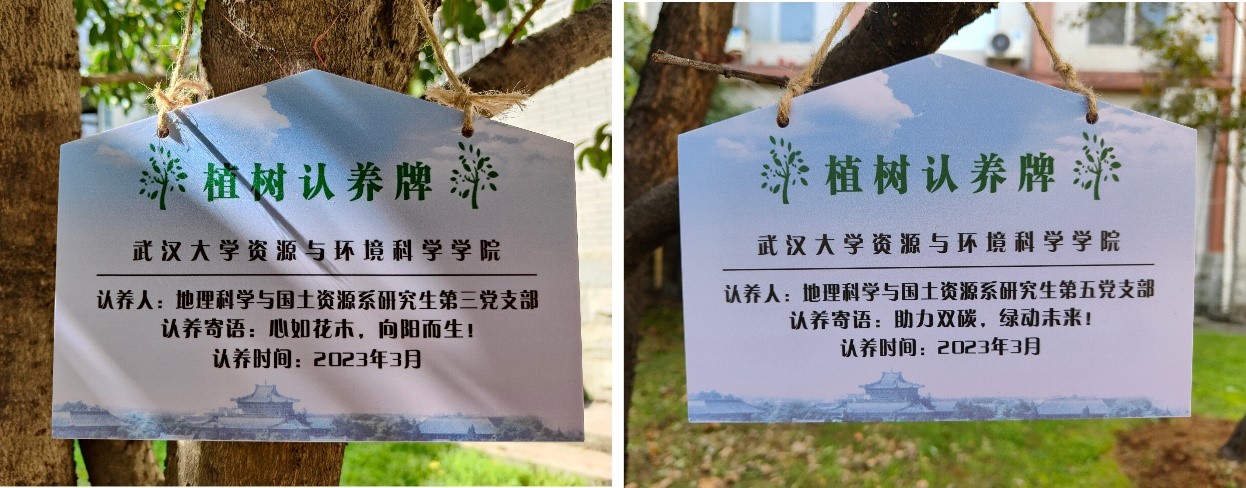 植树认养牌
武汉大学资源与环境科学学院
认养人：地理科学与国土资源系研究生第三党支部
认养寄语：心如花木，向阳而生！
认养时间：2023年3月
植树认养牌
武汉大学资源与环境科学学院
认养人：地理科学与国土资源系研究生第五党支部
认养寄语：助力双碳，绿动未来！
认养时间：2023年3月